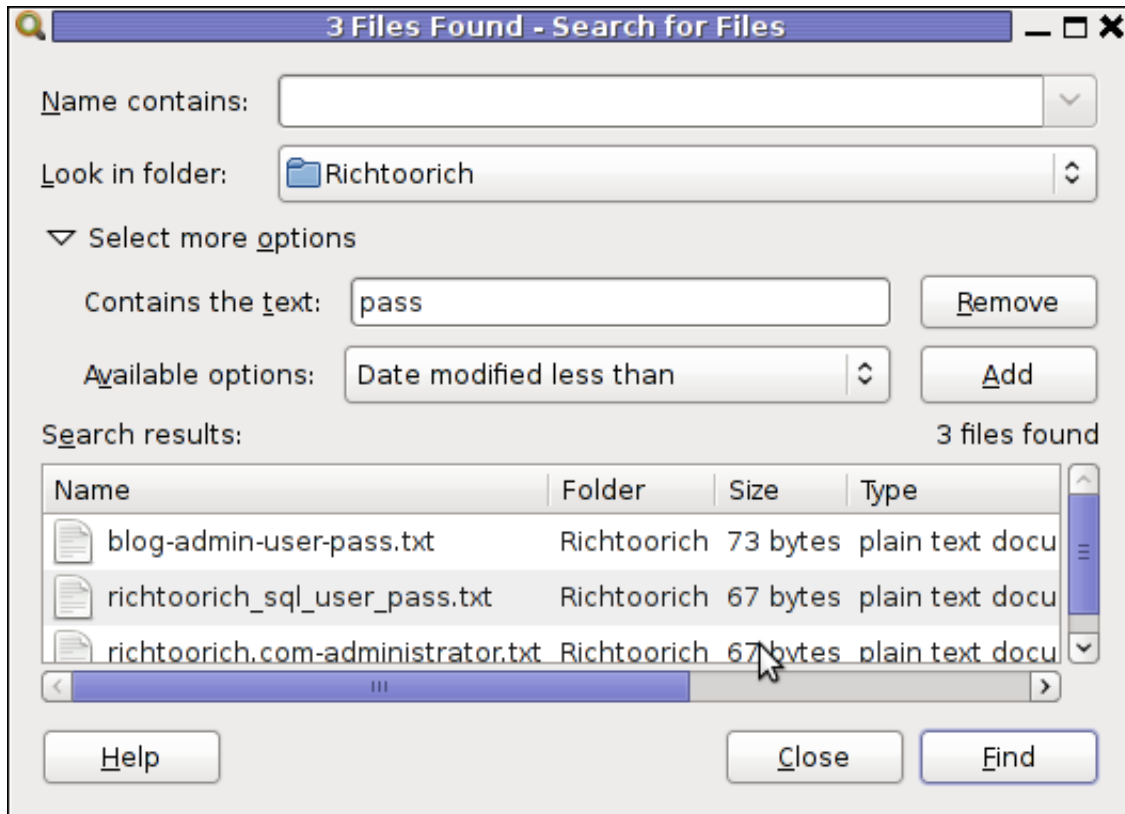 3 Files Found - Search for Files
Name contains:
Look in folder: Richtoorich
Select more options
Contains the text: pass Remove
Available options: Date modified less than Add
Search results: 3 files found
Name Folder Size Type
blog-admin-user-pass.txt Richtoorich 73 bytes plain text docu
richtoorich_sql_user_pass.txt Richtoorich 67 bytes plain text docu
richtoorich.com-administrator.txt Richtoorich 67 bytes plain text docu
Help Close Find